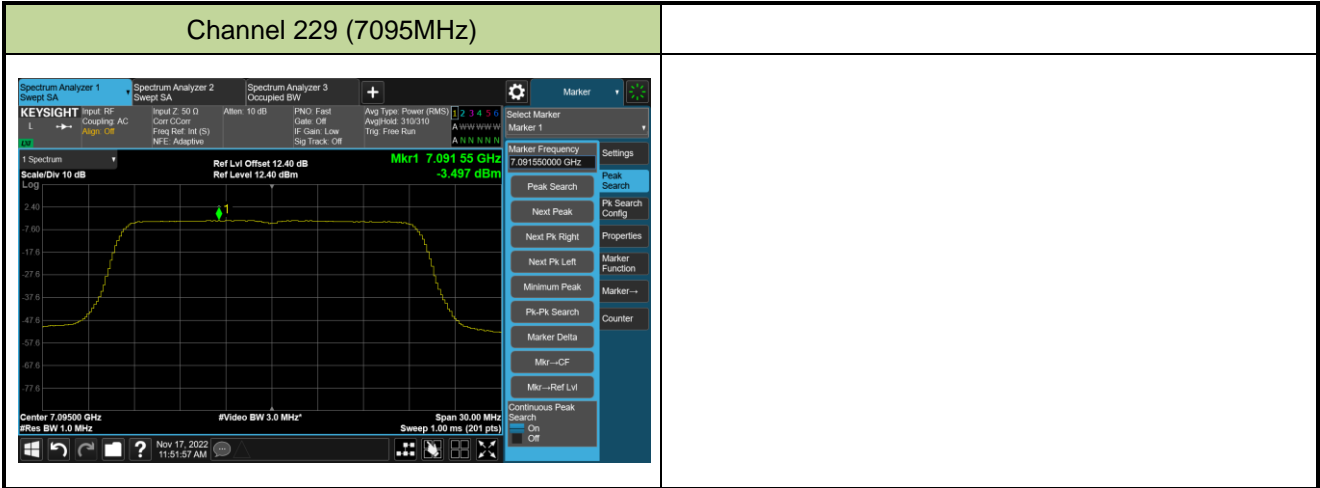 Channel 229 (7095MHz)
Spectrum Analyzer 1
Swept SA
Spectrum Analyzer 2
Swept SA
Spectrum Analyzer 3
Occupied BW
+
Marker
KEYSIGHT
L
LXI
Input: RF
Coupling: AC
Align: Off
Input Z: 50 Ω
Corr CCorr
Freq Ref: Int (S)
NFE: Adaptive
Atten: 10 dB
PNO: Fast
Gate: Off
IF Gain: Low
Sig Track: Off
Avg Type: Power (RMS)
Avg|Hold: 310/310
Trig: Free Run
1 2 3 4 5 6
A W W W W W
A N N N N N
Select Marker
Marker 1
1 Spectrum
Scale/Div 10 dB
Log
Ref Lvl Offset 12.40 dB
Ref Level 12.40 dBm
Mkr1 7.091 55 GHz
-3.497 dBm
1
2.40
-7.60
-17.6
-27.6
-37.6
-47.6
-57.6
-67.6
-77.6
Center 7.09500 GHz
#Res BW 1.0 MHz
#Video BW 3.0 MHz*
Span 30.00 MHz
Sweep 1.00 ms (201 pts)
Marker Frequency
7.091550000 GHz
Peak Search
Next Peak
Next Pk Right
Next Pk Left
Minimum Peak
Pk-Pk Search
Marker Delta
Mkr→CF
Mkr→Ref Lvl
Continuous Peak
Search
On
Off
Settings
Peak
Search
Pk Search
Config
Properties
Marker
Function
Marker→
Counter
?
Nov 17, 2022
11:51:57 AM